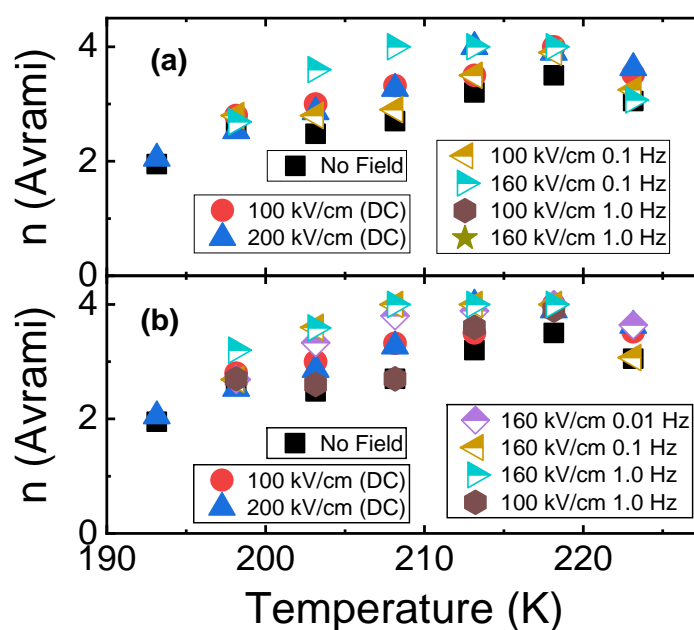 4
(a)
2
0
n (Avrami)
No Field
100 kV/cm (DC)
200 kV/cm (DC)
100 kV/cm 0.1 Hz
160 kV/cm 0.1 Hz
100 kV/cm 1.0 Hz
160 kV/cm 1.0 Hz
4
(b)
2
0
n (Avrami)
No Field
100 kV/cm (DC)
200 kV/cm (DC)
160 kV/cm 0.01 Hz
160 kV/cm 0.1 Hz
160 kV/cm 1.0 Hz
100 kV/cm 1.0 Hz
190 200 210 220
Temperature (K)